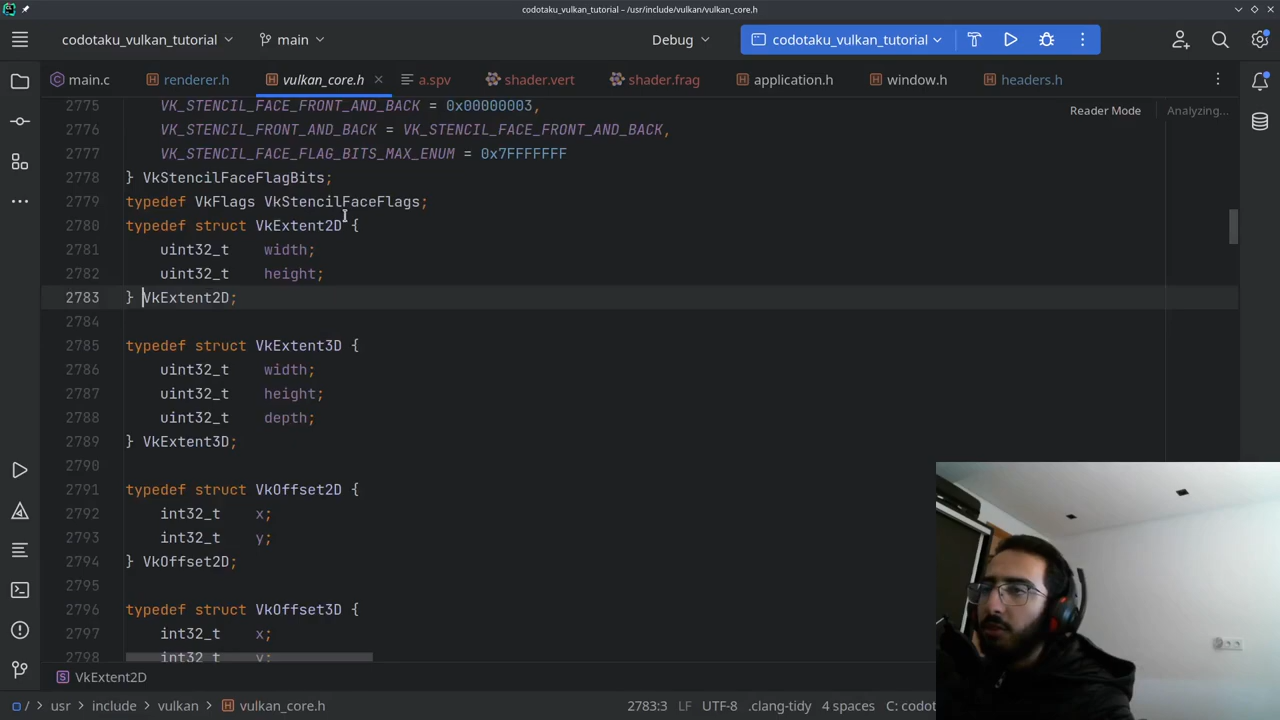 codotaku_vulkan_tutorial – /usr/include/vulkan/vulkan_core.h
codotaku_vulkan_tutorial main Debug codotaku_vulkan_tutorial
main.c renderer.h vulkan_core.h a.spv shader.vert shader.frag application.h window.h headers.h
Reader Mode Analyzing...
2775 VK_STENCIL_FACE_FRONT_AND_BACK = 0x00000003,
2776 VK_STENCIL_FRONT_AND_BACK = VK_STENCIL_FACE_FRONT_AND_BACK,
2777 VK_STENCIL_FACE_FLAG_BITS_MAX_ENUM = 0x7FFFFFFF
2778 } VkStencilFaceFlagBits;
2779 typedef VkFlags VkStencilFaceFlags;
2780 typedef struct VkExtent2D {
2781 uint32_t width;
2782 uint32_t height;
2783 } VkExtent2D;
2784
2785 typedef struct VkExtent3D {
2786 uint32_t width;
2787 uint32_t height;
2788 uint32_t depth;
2789 } VkExtent3D;
2790
2791 typedef struct VkOffset2D {
2792 int32_t x;
2793 int32_t y;
2794 } VkOffset2D;
2795
2796 typedef struct VkOffset3D {
2797 int32_t x;
2798 int32_t y;
VkExtent2D
/ usr include vulkan vulkan_core.h 2783:3 LF UTF-8 .clang-tidy 4 spaces C: codot